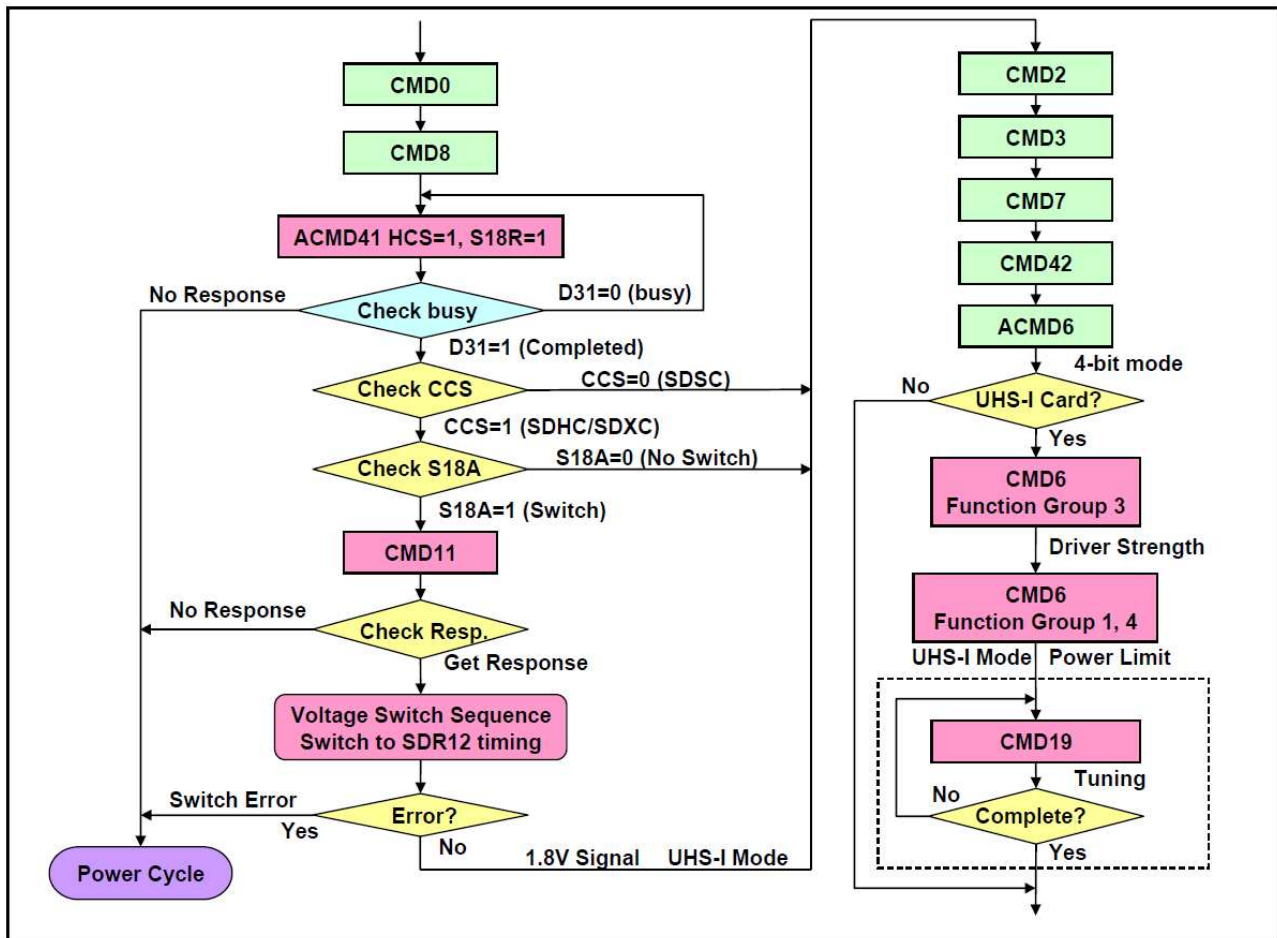 CMD0
CMD8
ACMD41 HCS=1, S18R=1
No Response
D31=0 (busy)
Check busy
D31=1 (Completed)
CCS=0 (SDSC)
Check CCS
CCS=1 (SDHC/SDXC)
S18A=0 (No Switch)
Check S18A
S18A=1 (Switch)
CMD11
No Response
Check Resp.
Get Response
Voltage Switch Sequence
Switch to SDR12 timing
Switch Error
Error?
Yes
No
1.8V Signal UHS-I Mode
Power Cycle
CMD2
CMD3
CMD7
CMD42
ACMD6
4-bit mode
No
UHS-I Card?
Yes
CMD6
Function Group 3
Driver Strength
CMD6
Function Group 1, 4
UHS-I Mode
Power Limit
CMD19
Tuning
No
Complete?
Yes